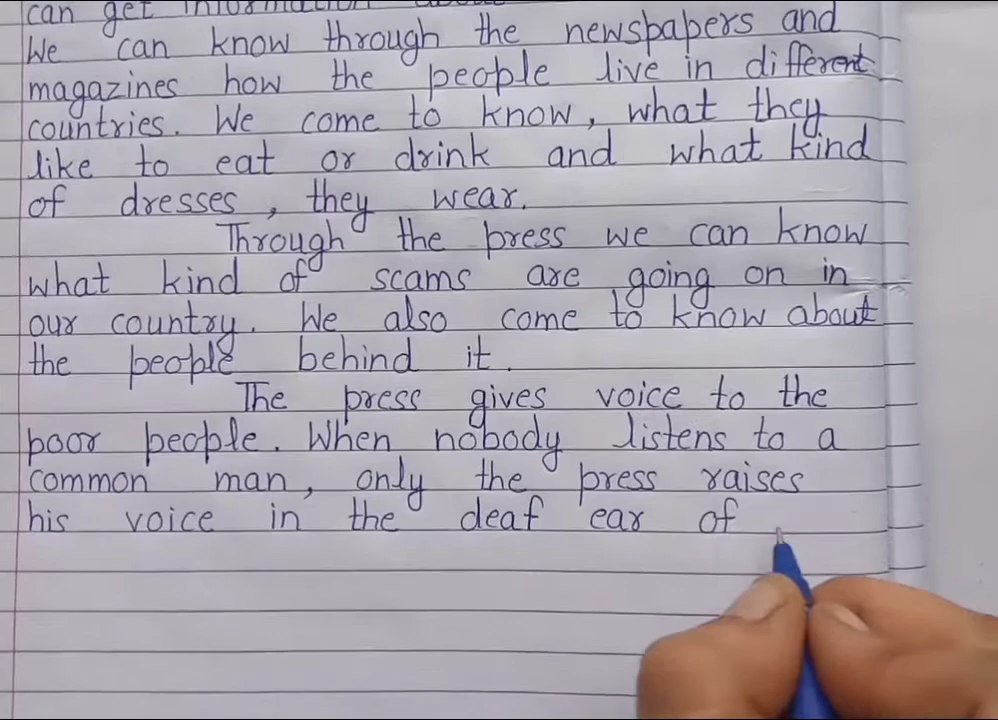 can get information about
We can know through the newspapers and
magazines how the people live in different
countries. We come to know, what they
like to eat or drink and what kind
of dresses, they wear.
Through the press we can know
what kind of scams are going on in
our country. We also come to know about
the people behind it.
The press gives voice to the
poor people. When nobody listens to a
common man, only the press raises
his voice in the deaf ear of